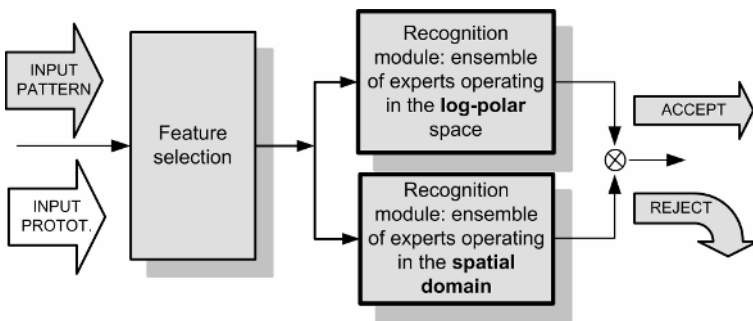 INPUT
PATTERN
INPUT
PROTOT.
Feature
selection
Recognition
module: ensemble
of experts operating
in the log-polar
space
Recognition
module: ensemble
of experts operating
in the spatial
domain
ACCEPT
REJECT